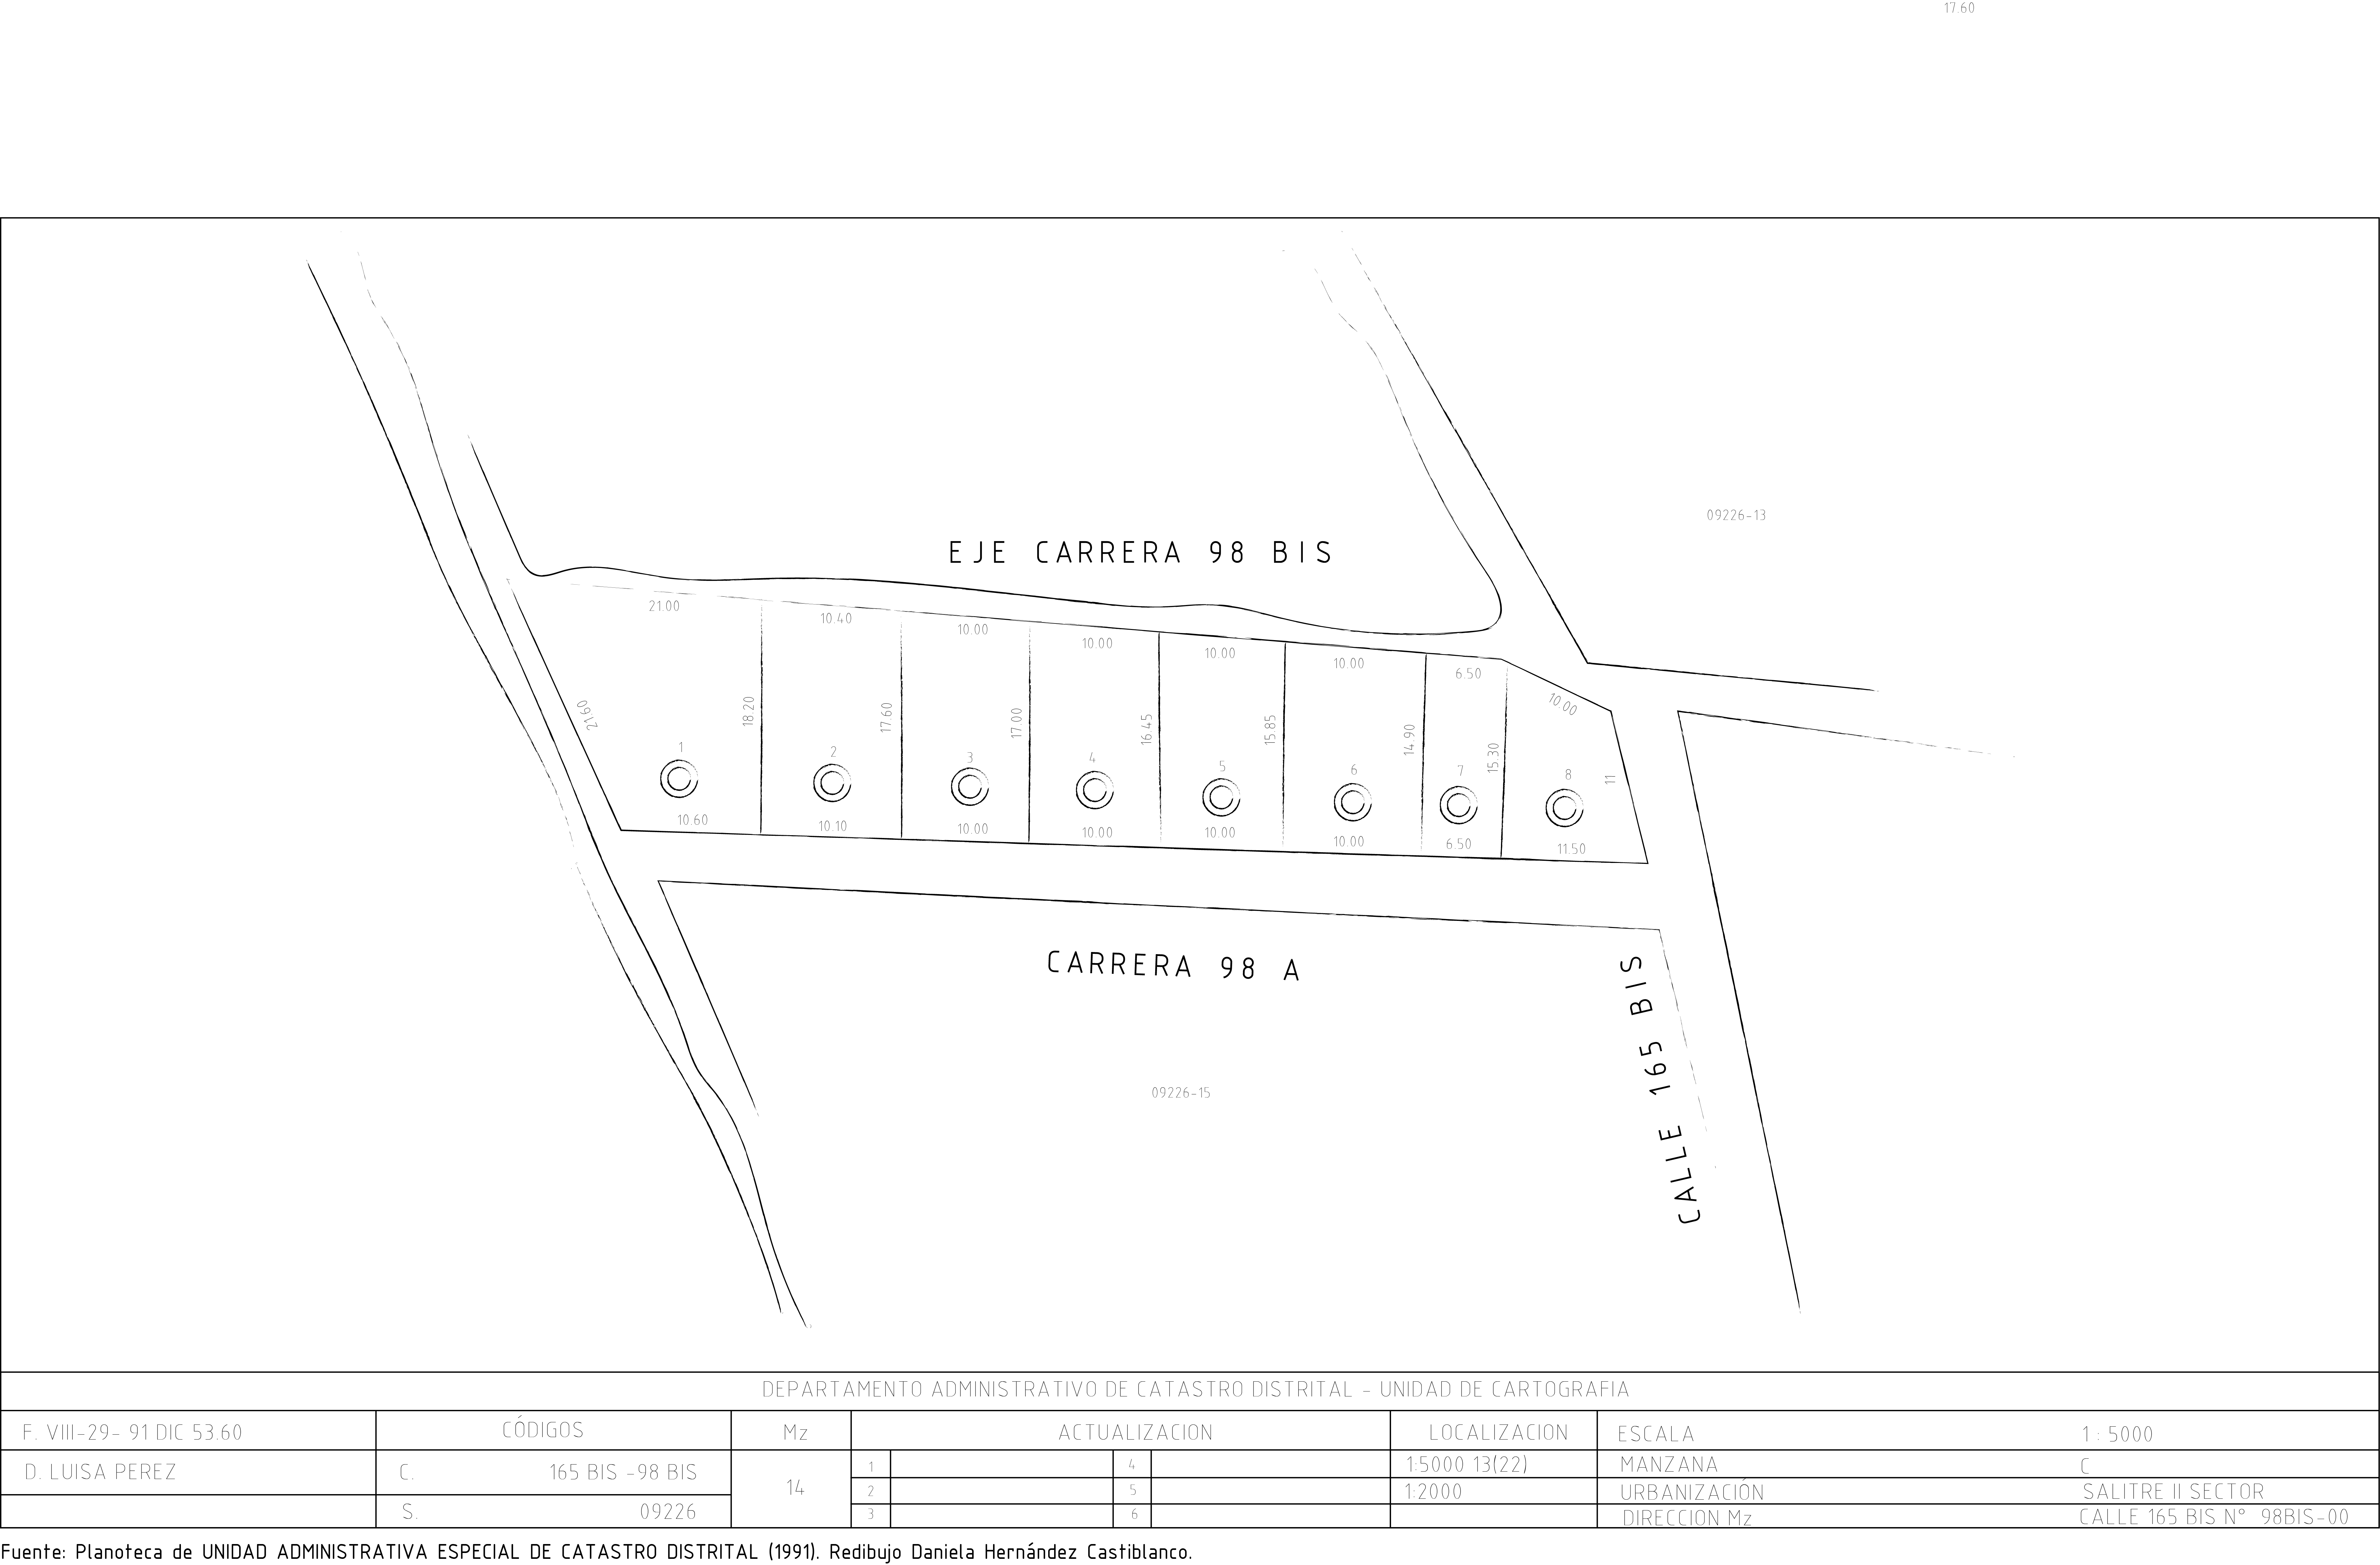 17.60
09226-13
EJE CARRERA 98 BIS
21.00
10.40
10.00
10.00
10.00
10.00
6.50
10.00
21.60
18.20
17.60
17.00
16.45
15.85
14.90
15.30
11
1
2
3
4
5
6
7
8
10.60
10.10
10.00
10.00
10.00
10.00
6.50
11.50
CARRERA 98 A
CALLE 165 BIS
09226-15
DEPARTAMENTO ADMINISTRATIVO DE CATASTRO DISTRITAL - UNIDAD DE CARTOGRAFIA
F. VIII-29- 91 DIC 53.60
CÓDIGOS
Mz
ACTUALIZACION
LOCALIZACION
ESCALA
1 : 5000
D. LUISA PEREZ
C.
165 BIS -98 BIS
14
1
4
1:5000 13(22)
MANZANA
C
2
5
1:2000
URBANIZACIÓN
SALITRE II SECTOR
S.
09226
3
6
DIRECCION Mz
CALLE 165 BIS N° 98BIS-00
Fuente: Planoteca de UNIDAD ADMINISTRATIVA ESPECIAL DE CATASTRO DISTRITAL (1991). Redibujo Daniela Hernández Castiblanco.